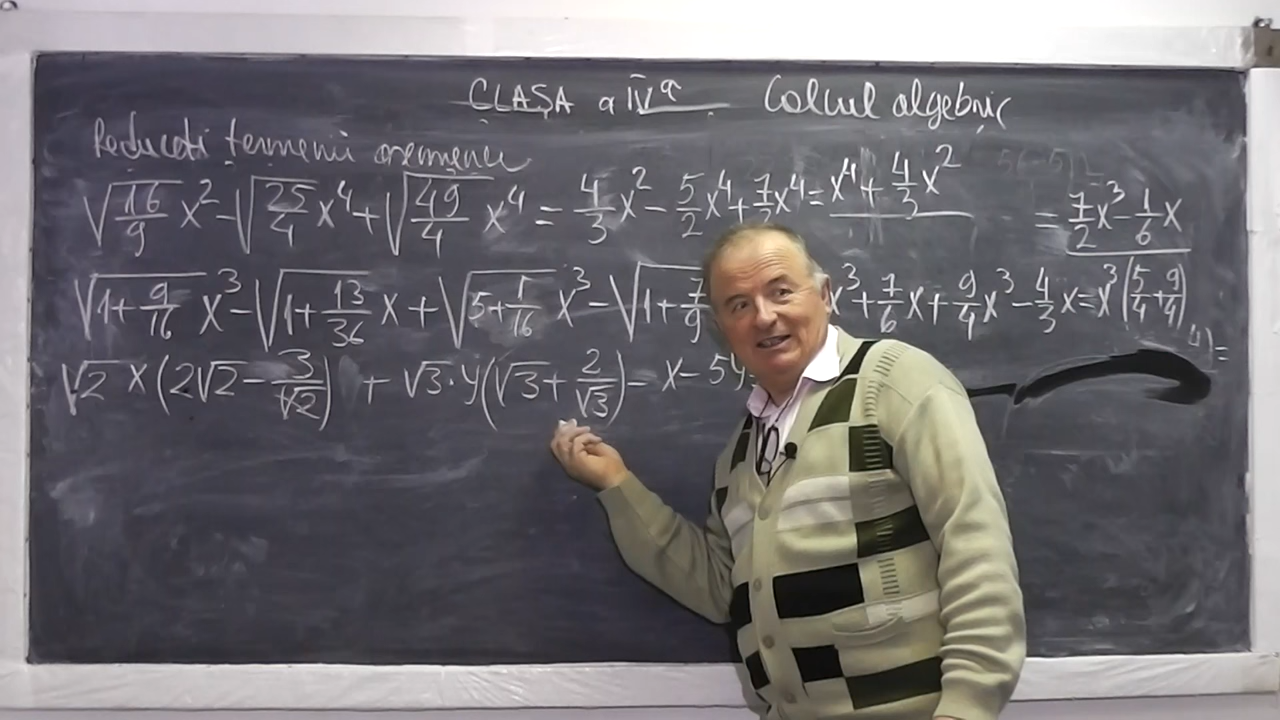 CLASA a IVª Calcul algebric
Reduceți termenii asemenea
√(16/9) x² - √(25/4) x⁴ + √(49/4) x⁴ = 4/3 x² - 5/2 x⁴ + 7/2 x⁴ = x⁴ + 4/3 x²
= 7/2 x³ - 1/6 x
√(1+9/16) x³ - √(1+13/36) x + √(5+1/16) x³ - √(1+7/9 x³ + 7/6 x + 9/4 x³ - 4/3 x = x³(5/4 + 9/4)
√2 x (2√2 - 3/√2) + √3·y(√3 + 2/√3) - x - 5y